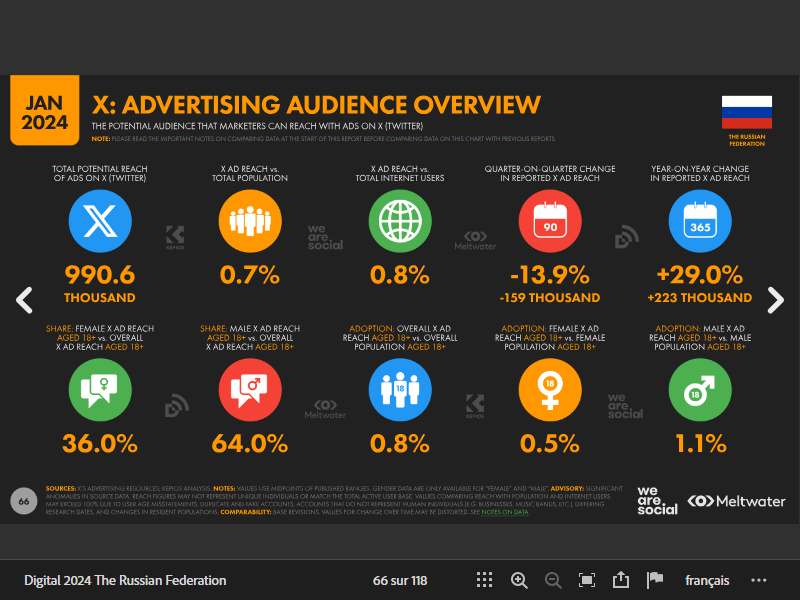 JAN
2024
X: ADVERTISING AUDIENCE OVERVIEW
THE POTENTIAL AUDIENCE THAT MARKETERS CAN REACH WITH ADS ON X (TWITTER)
NOTE: PLEASE READ THE IMPORTANT NOTES ON COMPARING DATA AT THE START OF THIS REPORT BEFORE COMPARING DATA ON THIS CHART WITH PREVIOUS REPORTS
THE RUSSIAN
FEDERATION
TOTAL POTENTIAL REACH
OF ADS ON X (TWITTER)
990.6
THOUSAND
X AD REACH vs.
TOTAL POPULATION
0.7%
X AD REACH vs.
TOTAL INTERNET USERS
0.8%
QUARTER-ON-QUARTER CHANGE
IN REPORTED X AD REACH
90
-13.9%
-159 THOUSAND
YEAR-ON-YEAR CHANGE
IN REPORTED X AD REACH
365
+29.0%
+223 THOUSAND
KEPIOS
we
are.
social
Meltwater
SHARE: FEMALE X AD REACH
AGED 18+ vs. OVERALL
X AD REACH AGED 18+
36.0%
SHARE: MALE X AD REACH
AGED 18+ vs. OVERALL
X AD REACH AGED 18+
64.0%
ADOPTION: OVERALL X AD
REACH AGED 18+ vs. OVERALL
POPULATION AGED 18+
18
0.8%
ADOPTION: FEMALE X AD
REACH AGED 18+ vs. FEMALE
POPULATION AGED 18+
18
0.5%
ADOPTION: MALE X AD
REACH AGED 18+ vs. MALE
POPULATION AGED 18+
18
1.1%
Meltwater
KEPIOS
we
are.
social
66
SOURCES: X'S ADVERTISING RESOURCES; KEPIOS ANALYSIS. NOTES: VALUES USE MIDPOINTS OF PUBLISHED RANGES. GENDER DATA ARE ONLY AVAILABLE FOR "FEMALE" AND "MALE". ADVISORY: SIGNIFICANT
ANOMALIES IN SOURCE DATA. REACH FIGURES MAY NOT REPRESENT UNIQUE INDIVIDUALS OR MATCH THE TOTAL ACTIVE USER BASE. VALUES COMPARING REACH WITH POPULATION AND INTERNET USERS
MAY EXCEED 100% DUE TO USER AGE MISSTATEMENTS, DUPLICATE AND FAKE ACCOUNTS, ACCOUNTS THAT DO NOT REPRESENT HUMAN INDIVIDUALS (E.G. BUSINESSES, MUSIC BANDS, ETC.), DIFFERING
RESEARCH DATES, AND CHANGES IN RESIDENT POPULATIONS. COMPARABILITY: BASE REVISIONS. VALUES FOR CHANGE OVER TIME MAY BE DISTORTED. SEE NOTES ON DATA.
we
are.
social
Meltwater
Digital 2024 The Russian Federation
66 sur 118
français